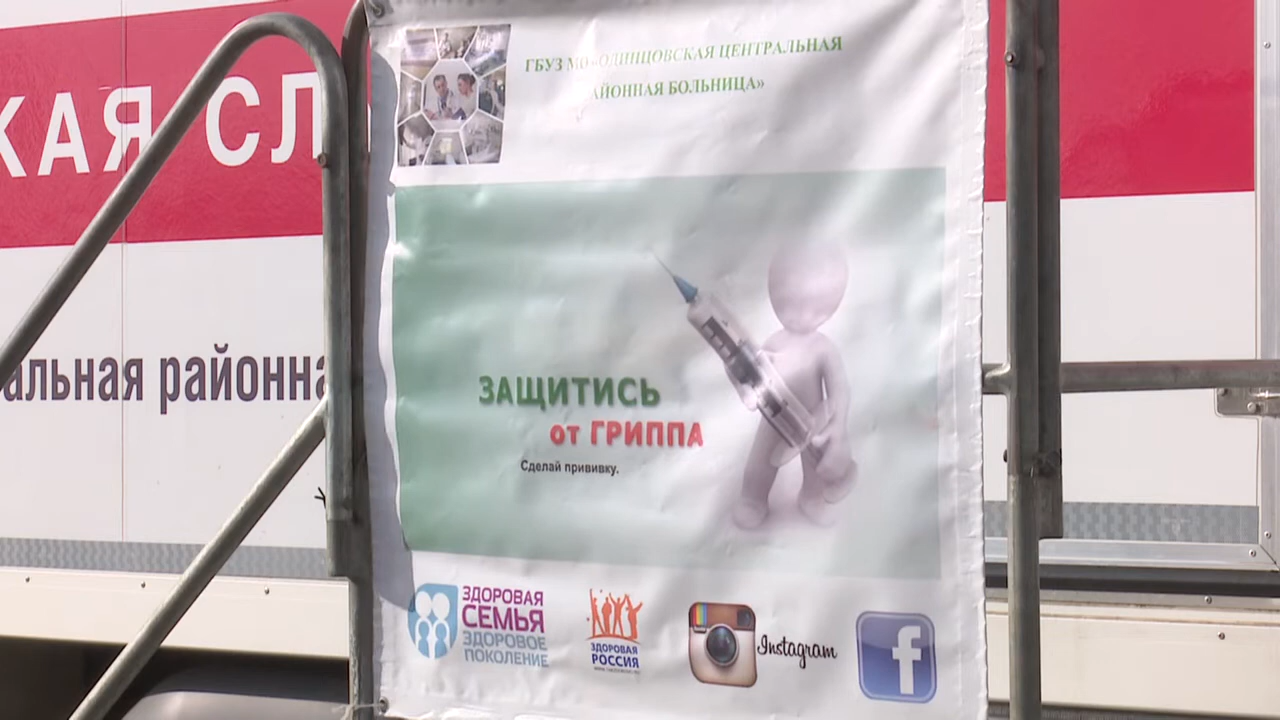 КАЯ СЛ
альная районна
ГБУЗ МО «ОДИНЦОВСКАЯ ЦЕНТРАЛЬНАЯ
АЙОННАЯ БОЛЬНИЦА»
ЗАЩИТИСЬ
от ГРИППА
Сделай прививку.
ЗДОРОВАЯ
СЕМЬЯ
ЗДОРОВОЕ
ПОКОЛЕНИЕ
ЗДОРОВАЯ
РОССИЯ
Instagram
f